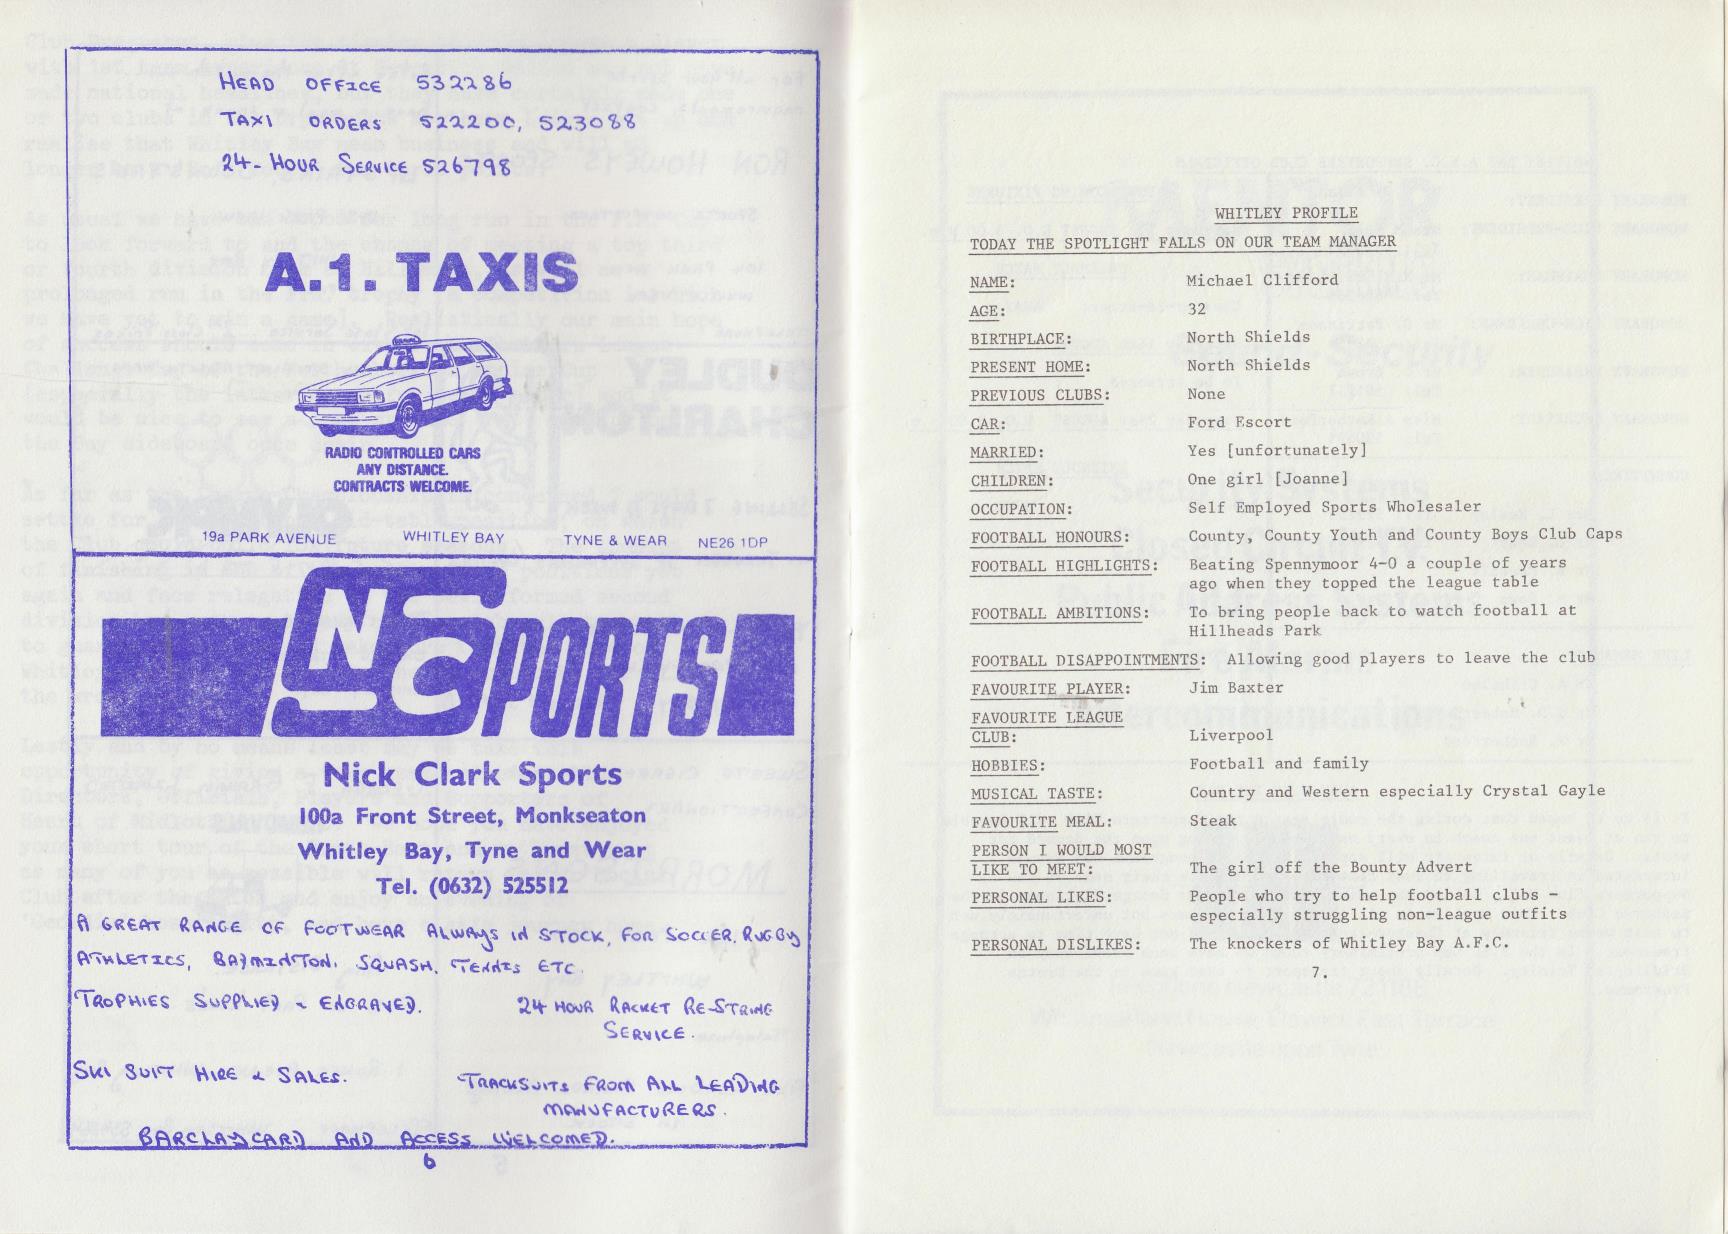 HEAD OFFICE 532286
TAXI ORDERS 522200, 523088
24-HOUR SERVICE 526798
A.1. TAXIS
RADIO CONTROLLED CARS
ANY DISTANCE.
CONTRACTS WELCOME.
19a PARK AVENUE WHITLEY BAY TYNE & WEAR NE26 1DP
NC SPORTS
Nick Clark Sports
100a Front Street, Monkseaton
Whitley Bay, Tyne and Wear
Tel. (0632) 525512
A GREAT RANGE OF FOOTWEAR ALWAYS IN STOCK, FOR SOCCER, RUGBY
ATHLETICS, BADMINTON, SQUASH, TENNIS ETC.
TROPHIES SUPPLIED & ENGRAVED.
24 HOUR RACKET RE-STRING
SERVICE.
SKI SUIT HIRE & SALES.
TRACKSUITS FROM ALL LEADING
MANUFACTURERS.
BARCLAYCARD AND ACCESS WELCOMED.
6
WHITLEY PROFILE
TODAY THE SPOTLIGHT FALLS ON OUR TEAM MANAGER
NAME: Michael Clifford
AGE: 32
BIRTHPLACE: North Shields
PRESENT HOME: North Shields
PREVIOUS CLUBS: None
CAR: Ford Escort
MARRIED: Yes [unfortunately]
CHILDREN: One girl [Joanne]
OCCUPATION: Self Employed Sports Wholesaler
FOOTBALL HONOURS: County, County Youth and County Boys Club Caps
FOOTBALL HIGHLIGHTS: Beating Spennymoor 4-0 a couple of years
ago when they topped the league table
FOOTBALL AMBITIONS: To bring people back to watch football at
Hillheads Park
FOOTBALL DISAPPOINTMENTS: Allowing good players to leave the club
FAVOURITE PLAYER: Jim Baxter
FAVOURITE LEAGUE
CLUB: Liverpool
HOBBIES: Football and family
MUSICAL TASTE: Country and Western especially Crystal Gayle
FAVOURITE MEAL: Steak
PERSON I WOULD MOST
LIKE TO MEET: The girl off the Bounty Advert
PERSONAL LIKES: People who try to help football clubs -
especially struggling non-league outfits
PERSONAL DISLIKES: The knockers of Whitley Bay A.F.C.
7.